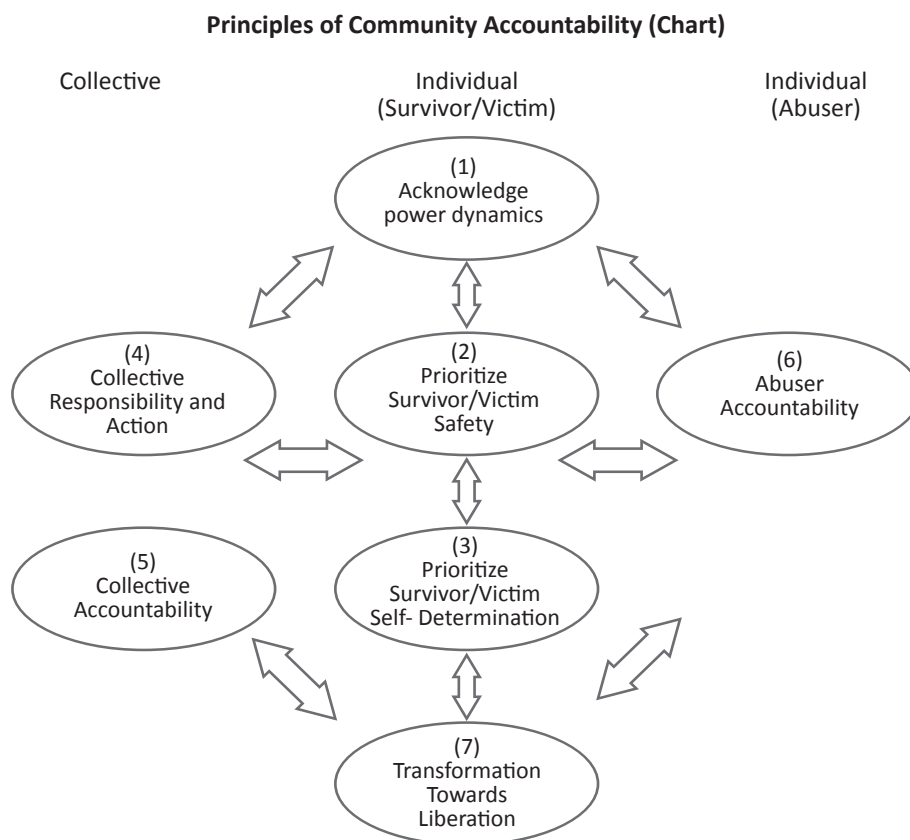 Principles of Community Accountability (Chart)
Collective
Individual
(Survivor/Victim)
Individual
(Abuser)
(1)
Acknowledge
power dynamics
(4)
Collective
Responsibility and
Action
(2)
Prioritize
Survivor/Victim
Safety
(6)
Abuser
Accountability
(5)
Collective
Accountability
(3)
Prioritize
Survivor/Victim
Self- Determination
(7)
Transformation
Towards
Liberation